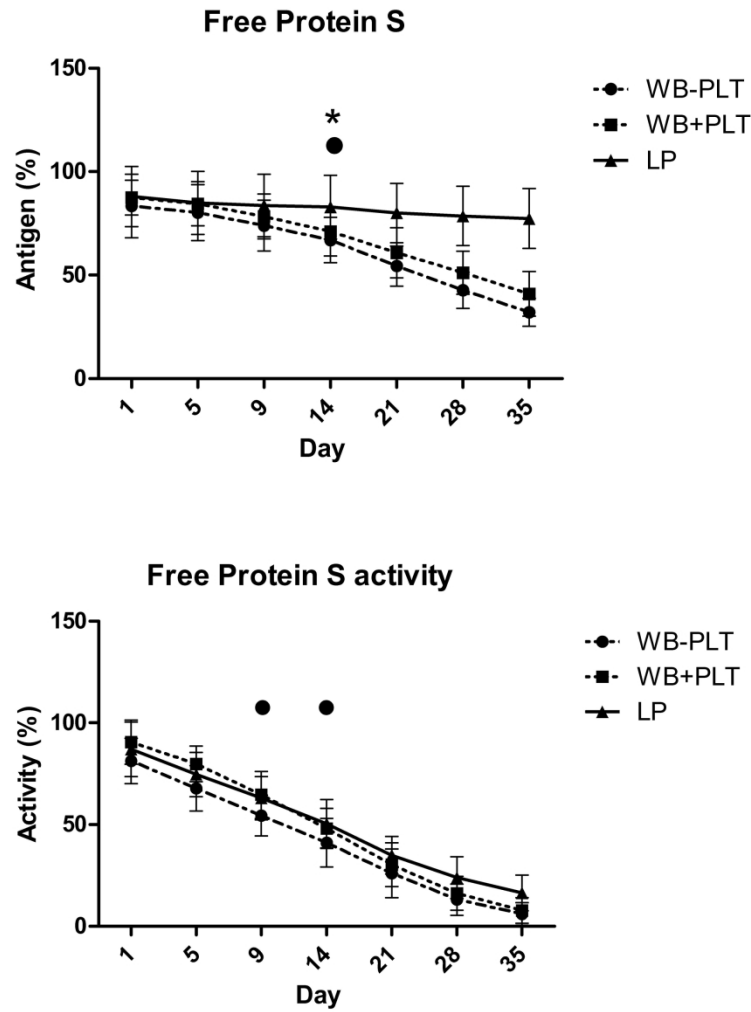 Free Protein S
Antigen (%)
150
100
50
0
*
1 5 9 14 21 28 35
Day
WB-PLT
WB+PLT
LP
Free Protein S activity
Activity (%)
150
100
50
0
1 5 9 14 21 28 35
Day
WB-PLT
WB+PLT
LP